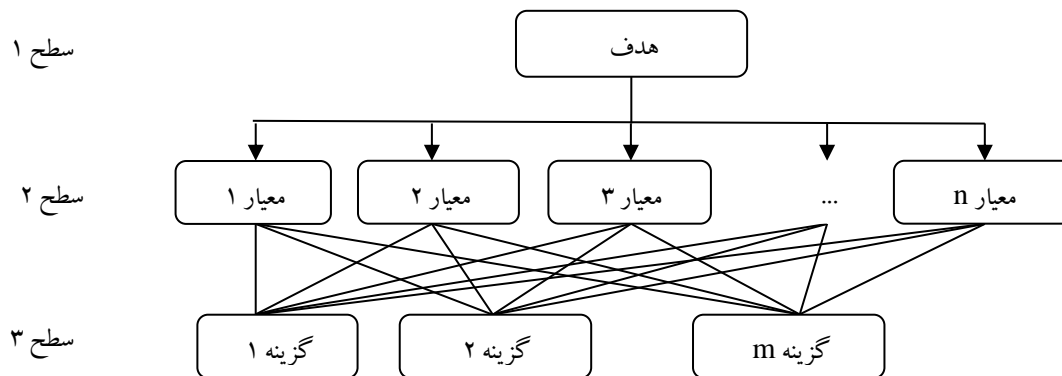 هدف
سطح ۱
معیار n
...
معیار ۳
معیار ۲
معیار ۱
سطح ۲
گزینه m
گزینه ۲
گزینه ۱
سطح ۳